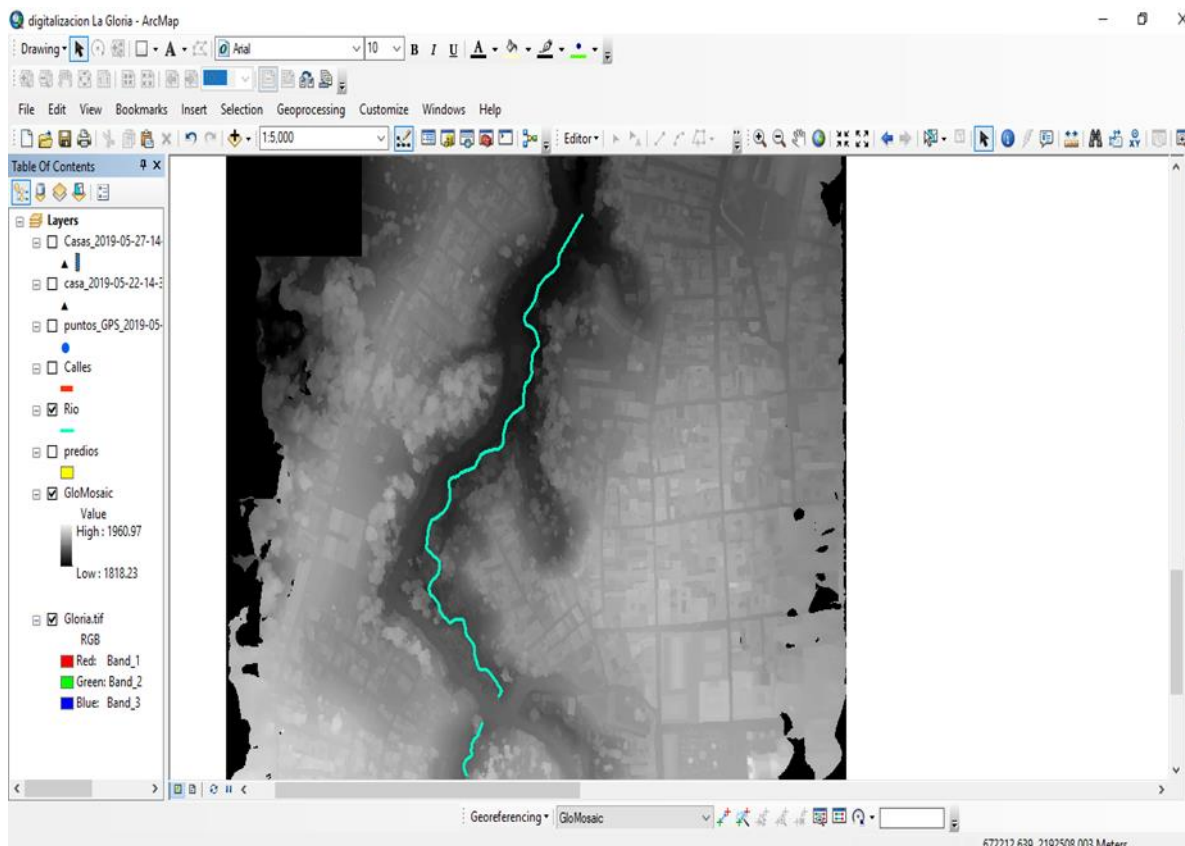 digitalizacion La Gloria - ArcMap
Drawing A Arial 10 B I U A
File Edit View Bookmarks Insert Selection Geoprocessing Customize Windows Help
1:5,000 Editor
Table Of Contents
Layers
Casas_2019-05-27-14-
casa_2019-05-22-14-3
puntos_GPS_2019-05-
Calles
Rio
predios
GloMosaic
Value
High : 1960.97
Low : 1818.23
Gloria.tif
RGB
Red: Band_1
Green: Band_2
Blue: Band_3
Georeferencing GloMosaic
672212.639 2192508.003 Meters